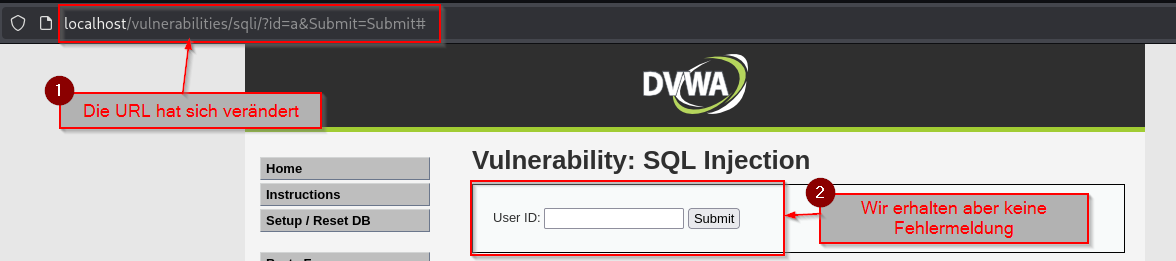 localhost/vulnerabilities/sqli/?id=a&Submit=Submit#
DVWA
1
Die URL hat sich verändert
Vulnerability: SQL Injection
Home
Instructions
Setup / Reset DB
User ID:
Submit
2
Wir erhalten aber keine
Fehlermeldung